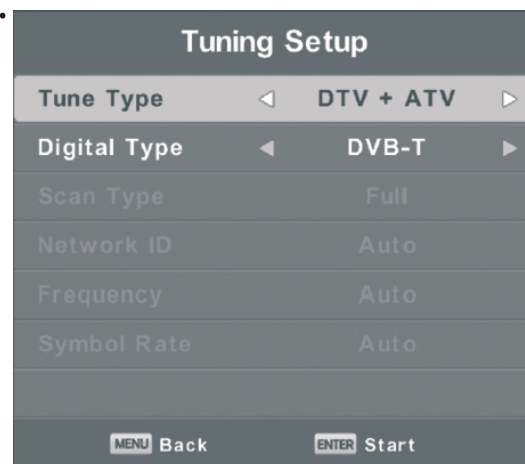 Tuning Setup
Tune Type DTV + ATV
Digital Type DVB-T
Scan Type Full
Network ID Auto
Frequency Auto
Symbol Rate Auto
MENU Back ENTER Start